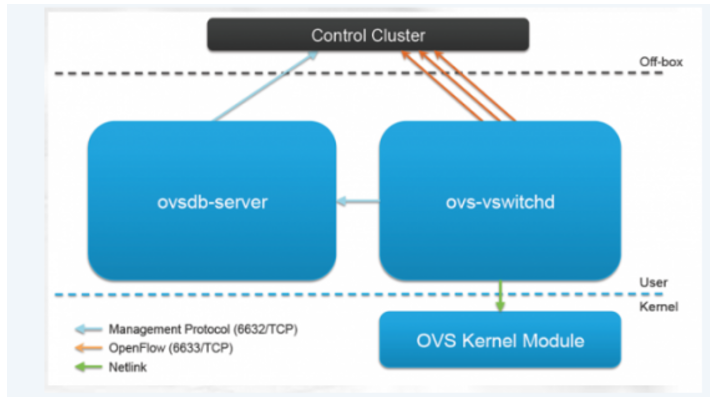 Control Cluster
Off-box
ovsdb-server
ovs-vswitchd
User
Kernel
Management Protocol (6632/TCP)
OpenFlow (6633/TCP)
Netlink
OVS Kernel Module